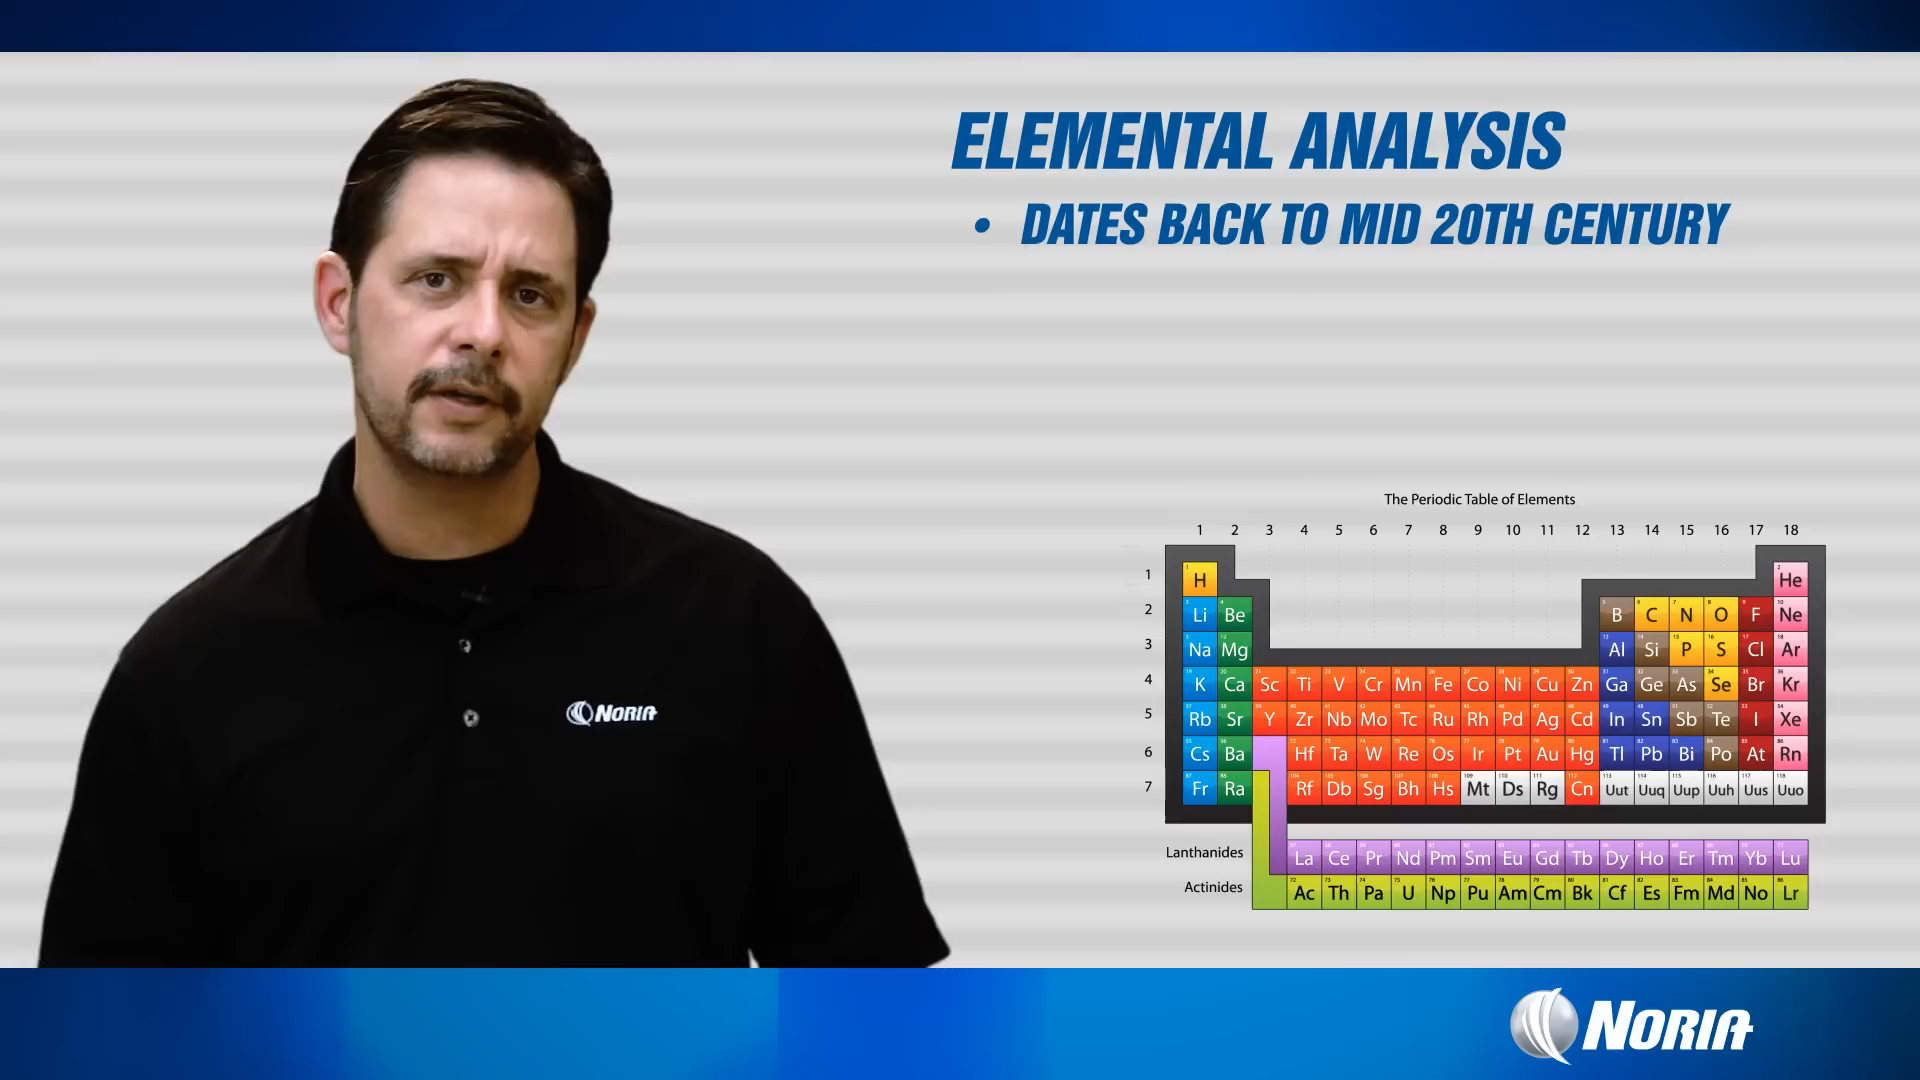 ELEMENTAL ANALYSIS
• DATES BACK TO MID 20TH CENTURY
NORIA
The Periodic Table of Elements
1 2 3 4 5 6 7 8 9 10 11 12 13 14 15 16 17 18
1 H He
2 Li Be B C N O F Ne
3 Na Mg Al Si P S Cl Ar
4 K Ca Sc Ti V Cr Mn Fe Co Ni Cu Zn Ga Ge As Se Br Kr
5 Rb Sr Y Zr Nb Mo Tc Ru Rh Pd Ag Cd In Sn Sb Te I Xe
6 Cs Ba Hf Ta W Re Os Ir Pt Au Hg Tl Pb Bi Po At Rn
7 Fr Ra Rf Db Sg Bh Hs Mt Ds Rg Cn Uut Uuq Uup Uuh Uus Uuo
Lanthanides La Ce Pr Nd Pm Sm Eu Gd Tb Dy Ho Er Tm Yb Lu
Actinides Ac Th Pa U Np Pu Am Cm Bk Cf Es Fm Md No Lr
NORIA